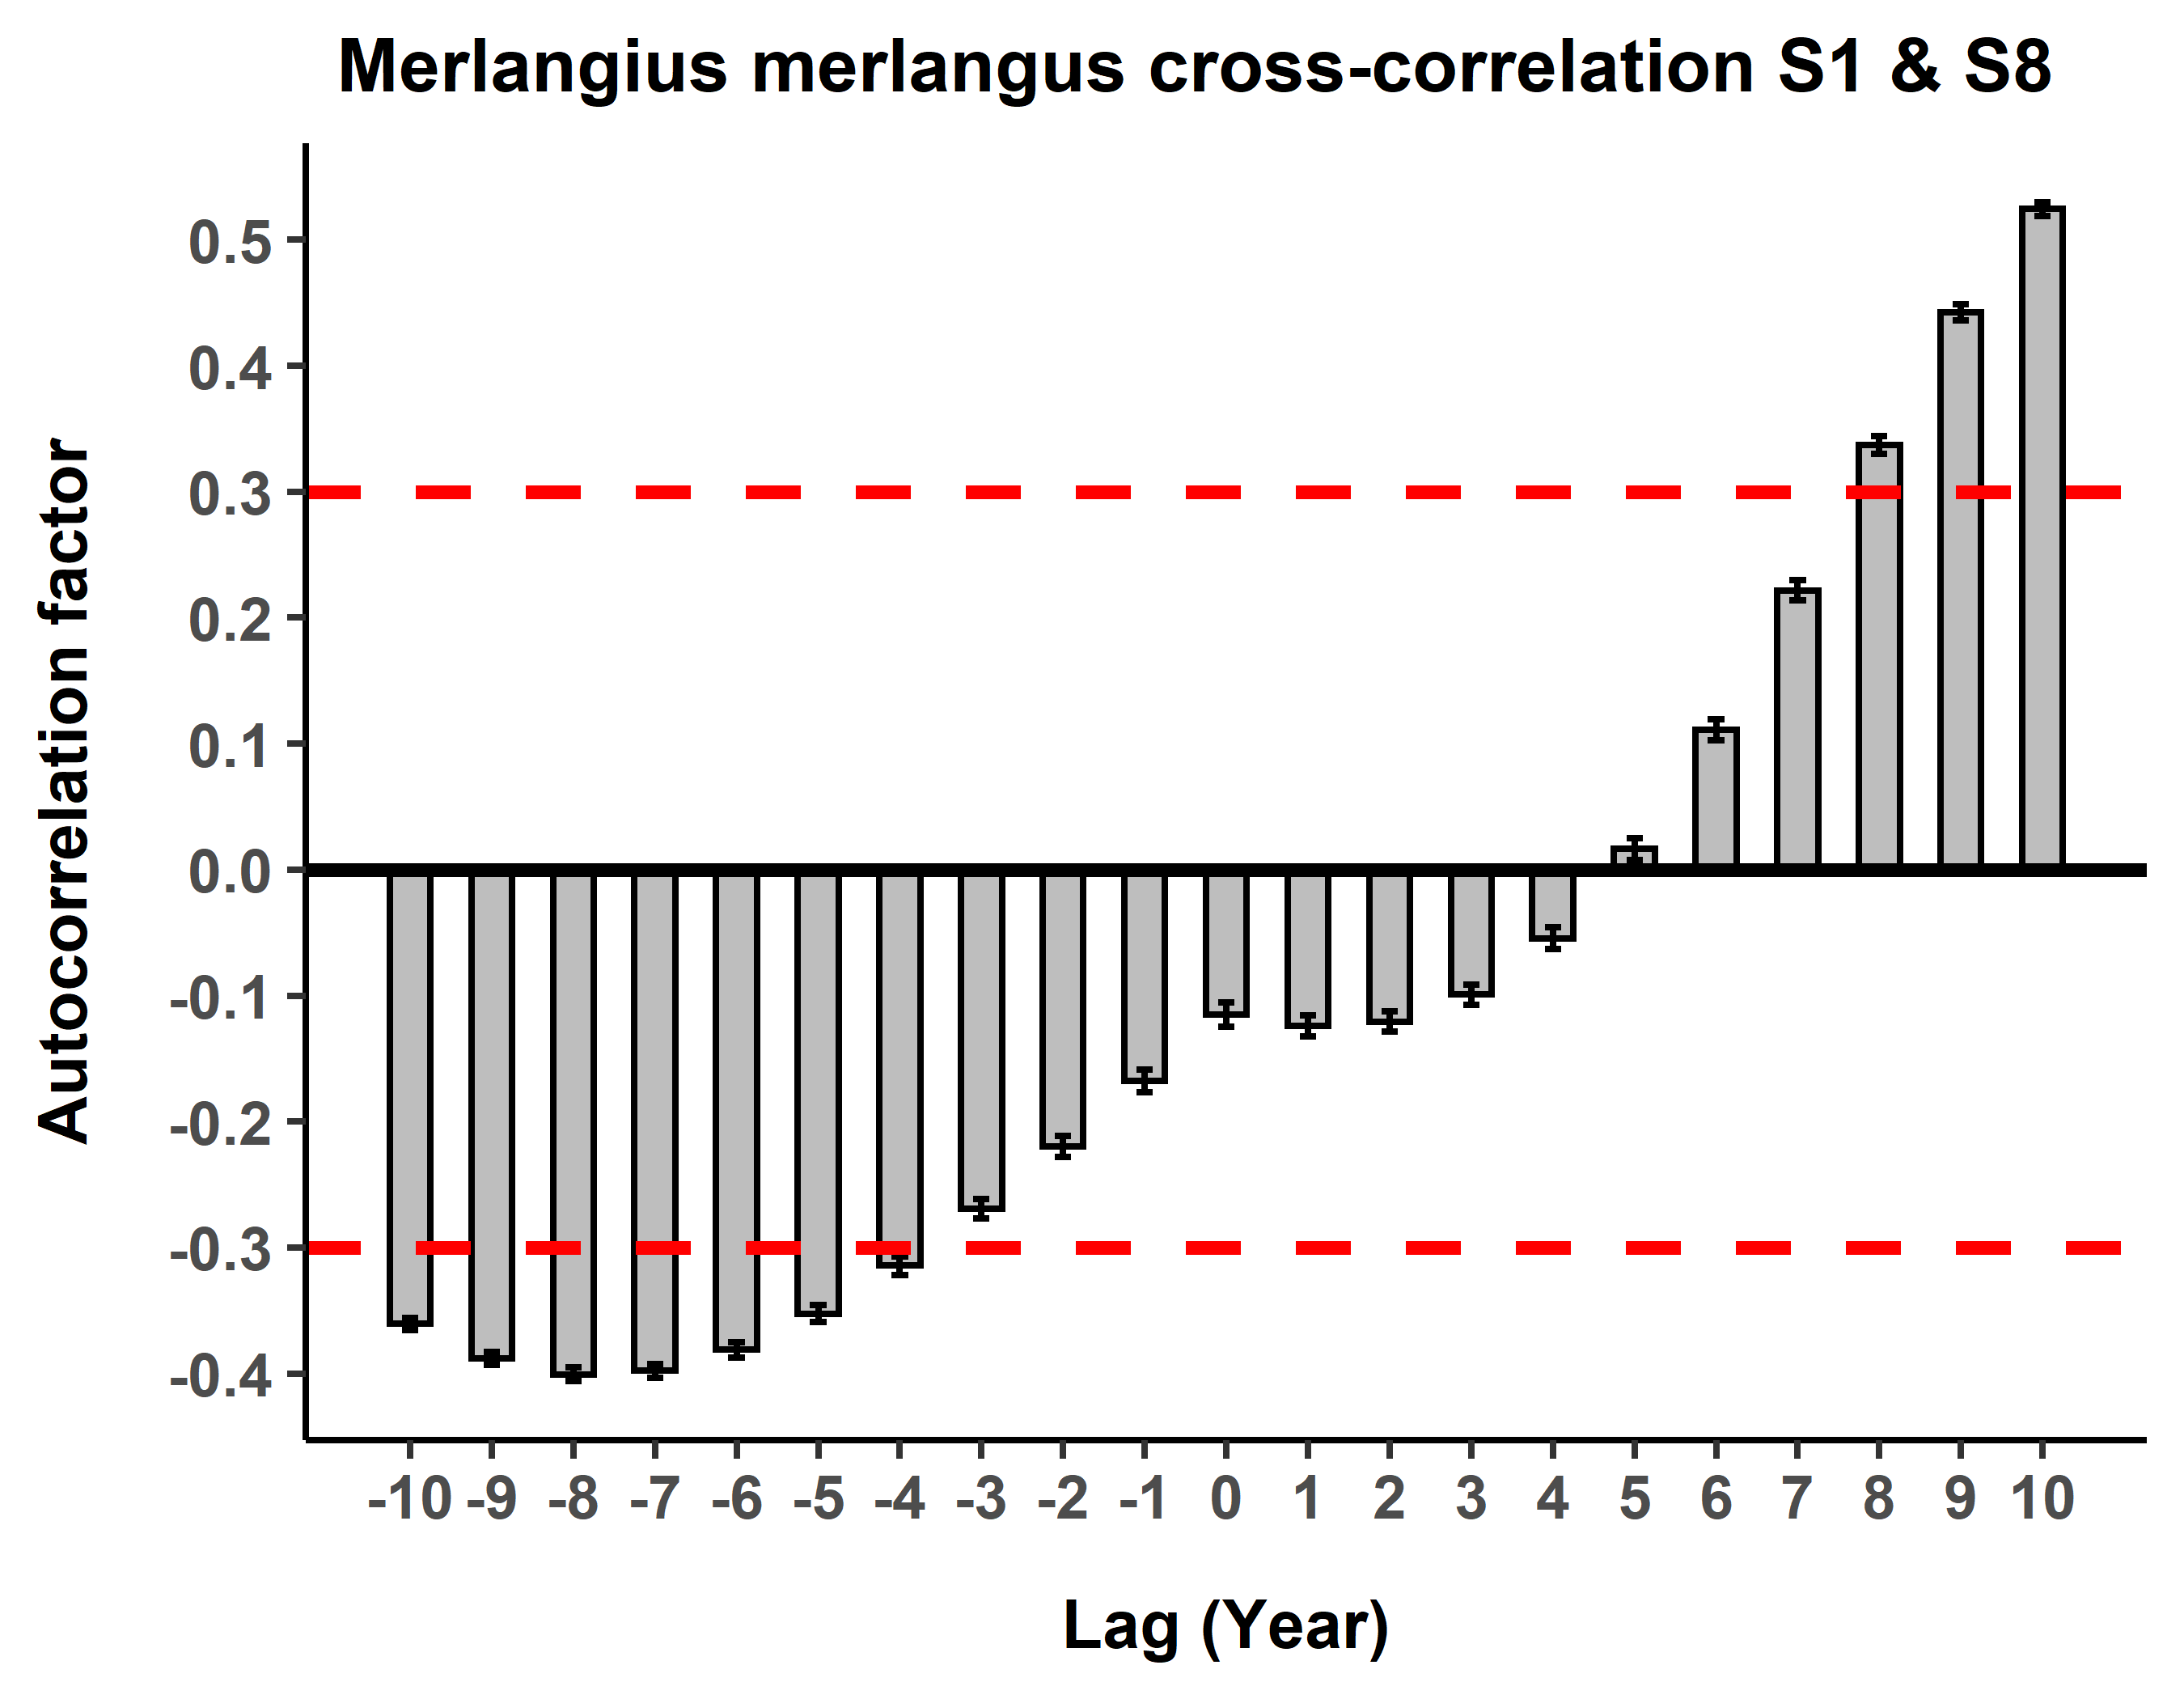 Merlangius merlangus cross-correlation S1 & S8
Autocorrelation factor
0.5
0.4
0.3
0.2
0.1
0.0
-0.1
-0.2
-0.3
-0.4
-10 -9 -8 -7 -6 -5 -4 -3 -2 -1 0 1 2 3 4 5 6 7 8 9 10
Lag (Year)